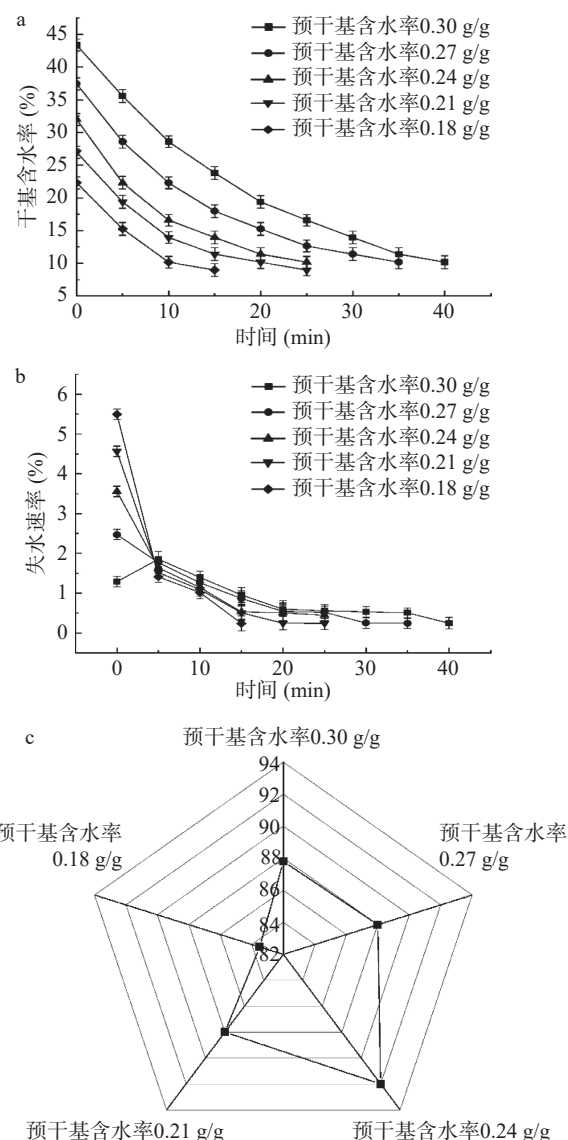 a
预干基含水率0.30 g/g
预干基含水率0.27 g/g
预干基含水率0.24 g/g
预干基含水率0.21 g/g
预干基含水率0.18 g/g
45
40
35
30
25
20
15
10
5
干基含水率 (%)
0 10 20 30 40
时间 (min)
b
预干基含水率0.30 g/g
预干基含水率0.27 g/g
预干基含水率0.24 g/g
预干基含水率0.21 g/g
预干基含水率0.18 g/g
6
5
4
3
2
1
0
失水速率 (%)
0 10 20 30 40
时间 (min)
c
预干基含水率0.30 g/g
94
92
90
88
86
84
82
预干基含水率
0.18 g/g
预干基含水率
0.27 g/g
预干基含水率0.21 g/g
预干基含水率0.24 g/g